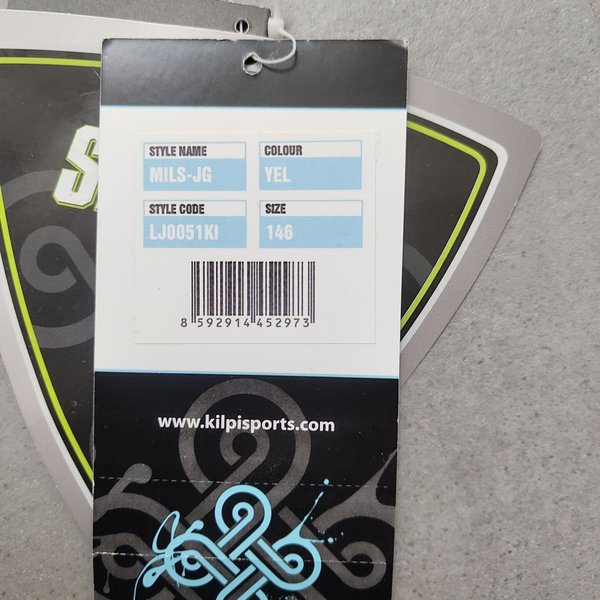 STYLE NAME
MILS-JG
COLOUR
YEL
STYLE CODE
LJ0051KI
SIZE
146
8 592914 452973
www.kilpisports.com